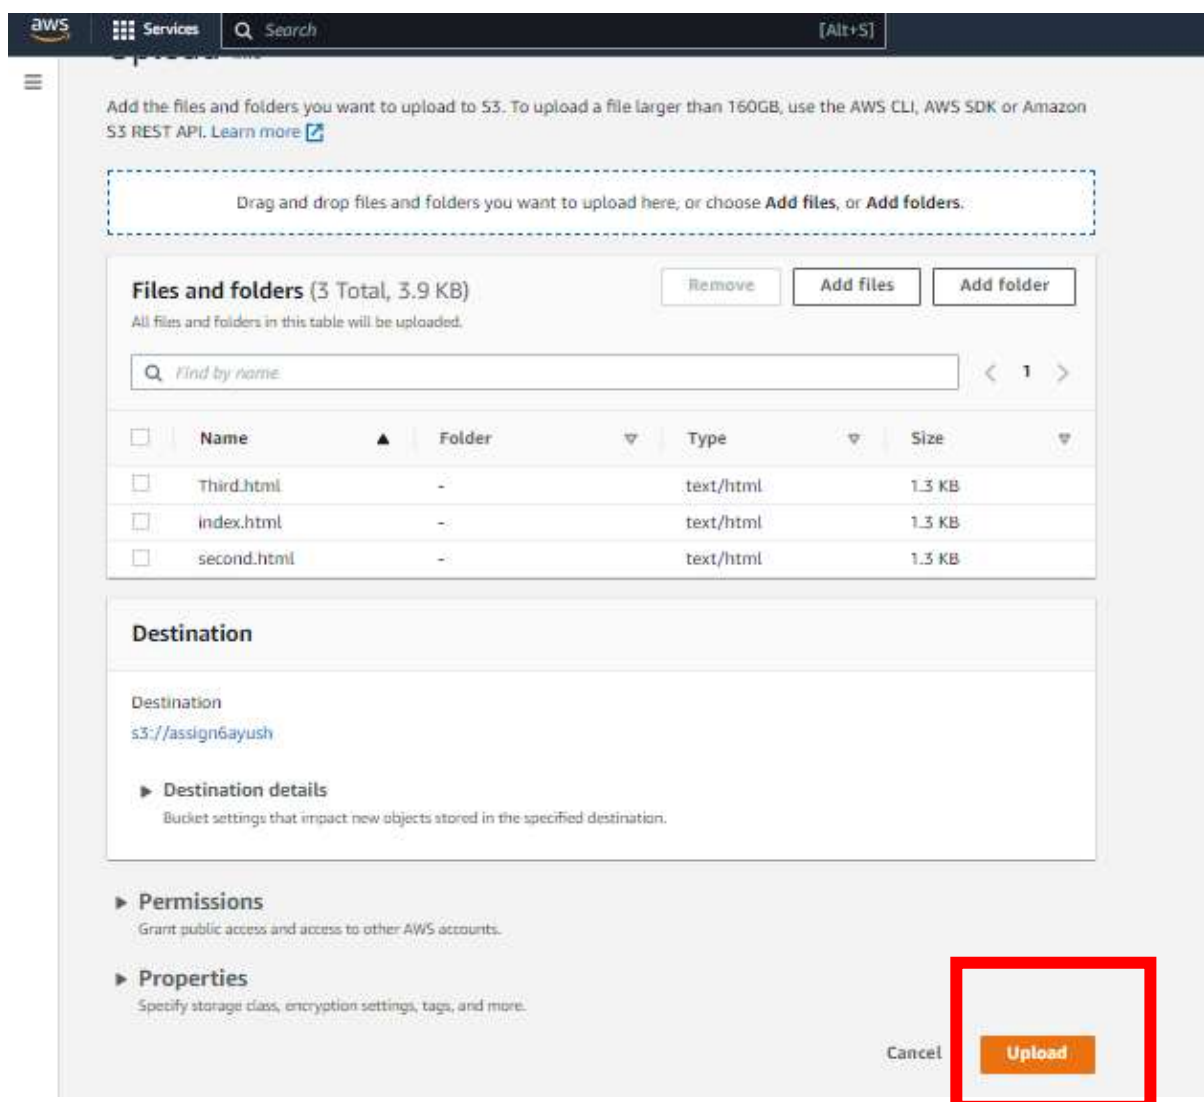 aws
Services
Search
[Alt+S]
Add the files and folders you want to upload to S3. To upload a file larger than 160GB, use the AWS CLI, AWS SDK or Amazon
S3 REST API. Learn more
Drag and drop files and folders you want to upload here, or choose Add files, or Add folders.
Files and folders (3 Total, 3.9 KB)
Remove
Add files
Add folder
All files and folders in this table will be uploaded.
Find by name
1
Name Folder Type Size
Third.html - text/html 1.3 KB
index.html - text/html 1.3 KB
second.html - text/html 1.3 KB
Destination
Destination
s3://assign6ayush
Destination details
Bucket settings that impact new objects stored in the specified destination.
Permissions
Grant public access and access to other AWS accounts.
Properties
Specify storage class, encryption settings, tags, and more.
Cancel
Upload